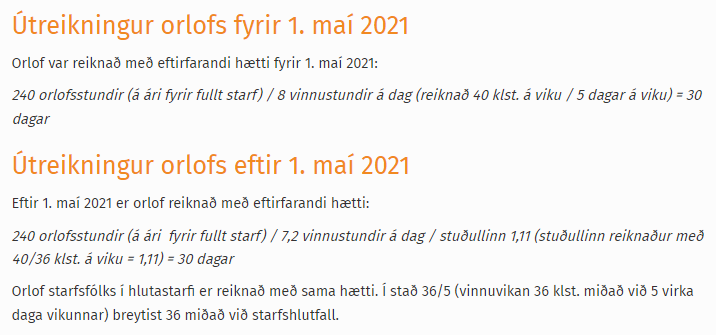 Útreikningur orlofs fyrir 1. maí 2021
Orlof var reiknað með eftirfarandi hætti fyrir 1. maí 2021:
240 orlofsstundir (á ári fyrir fullt starf) / 8 vinnustundir á dag (reiknað 40 klst. á viku / 5 dagar á viku) = 30
dagar
Útreikningur orlofs eftir 1. maí 2021
Eftir 1. maí 2021 er orlof reiknað með eftirfarandi hætti:
240 orlofsstundir (á ári  fyrir fullt starf) / 7,2 vinnustundir á dag / stuðullinn 1,11 (stuðullinn reiknaður með
40/36 klst. á viku = 1,11) = 30 dagar
Orlof starfsfólks í hlutastarfi er reiknað með sama hætti. Í stað 36/5 (vinnuvikan 36 klst. miðað við 5 virka
daga vikunnar) breytist 36 miðað við starfshlutfall.